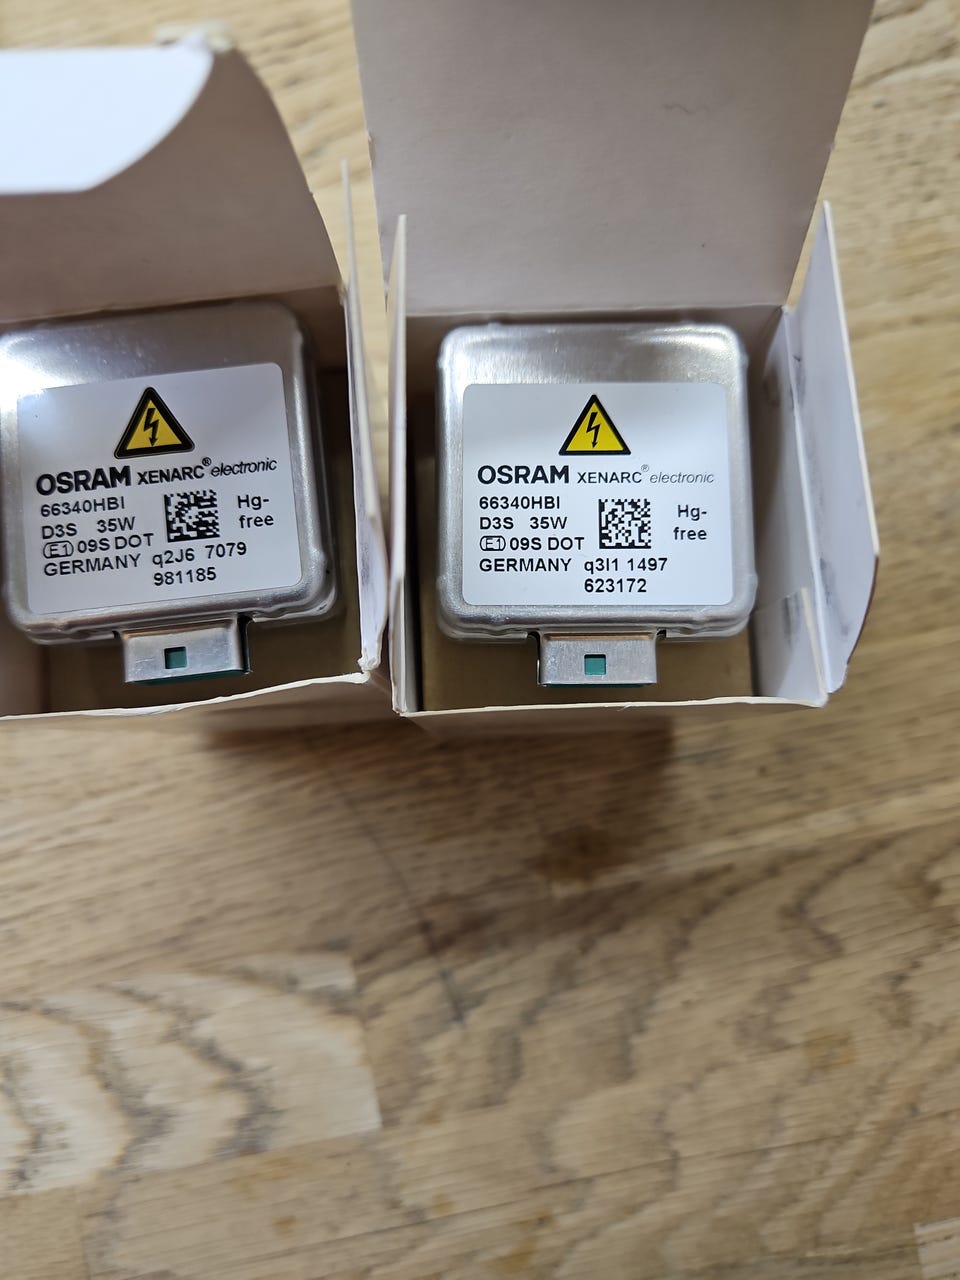 OSRAM XENARC® electronic
66340HBI
D3S 35W
Hg-
free
E1 09S DOT
GERMANY q2J6 7079
981185
OSRAM XENARC® electronic
66340HBI
D3S 35W
Hg-
free
E1 09S DOT
GERMANY q3I1 1497
623172